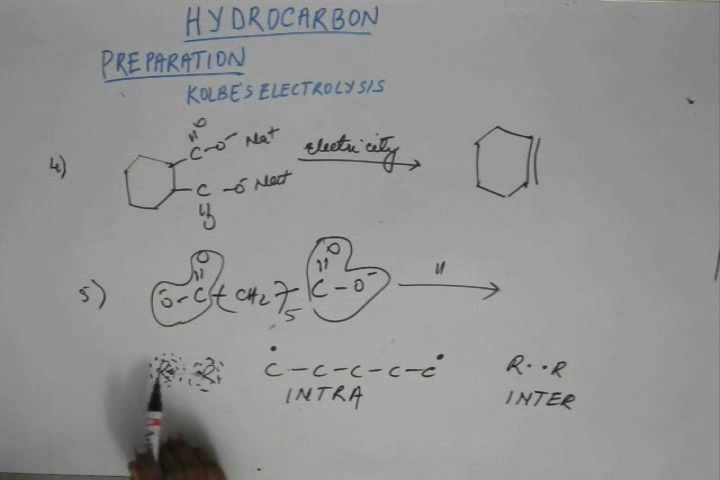 HYDROCARBON
PREPARATION
KOLBE'S ELECTROLYSIS
4) O || C-O⁻ Na+ Electricity →
C -O⁻ Na+
|| O
5) O⁻-C(=O)-(CH2)5-C(=O)-O⁻ " →
R· ·R Ċ-C-C-C-Ċ R··R
INTRA INTER